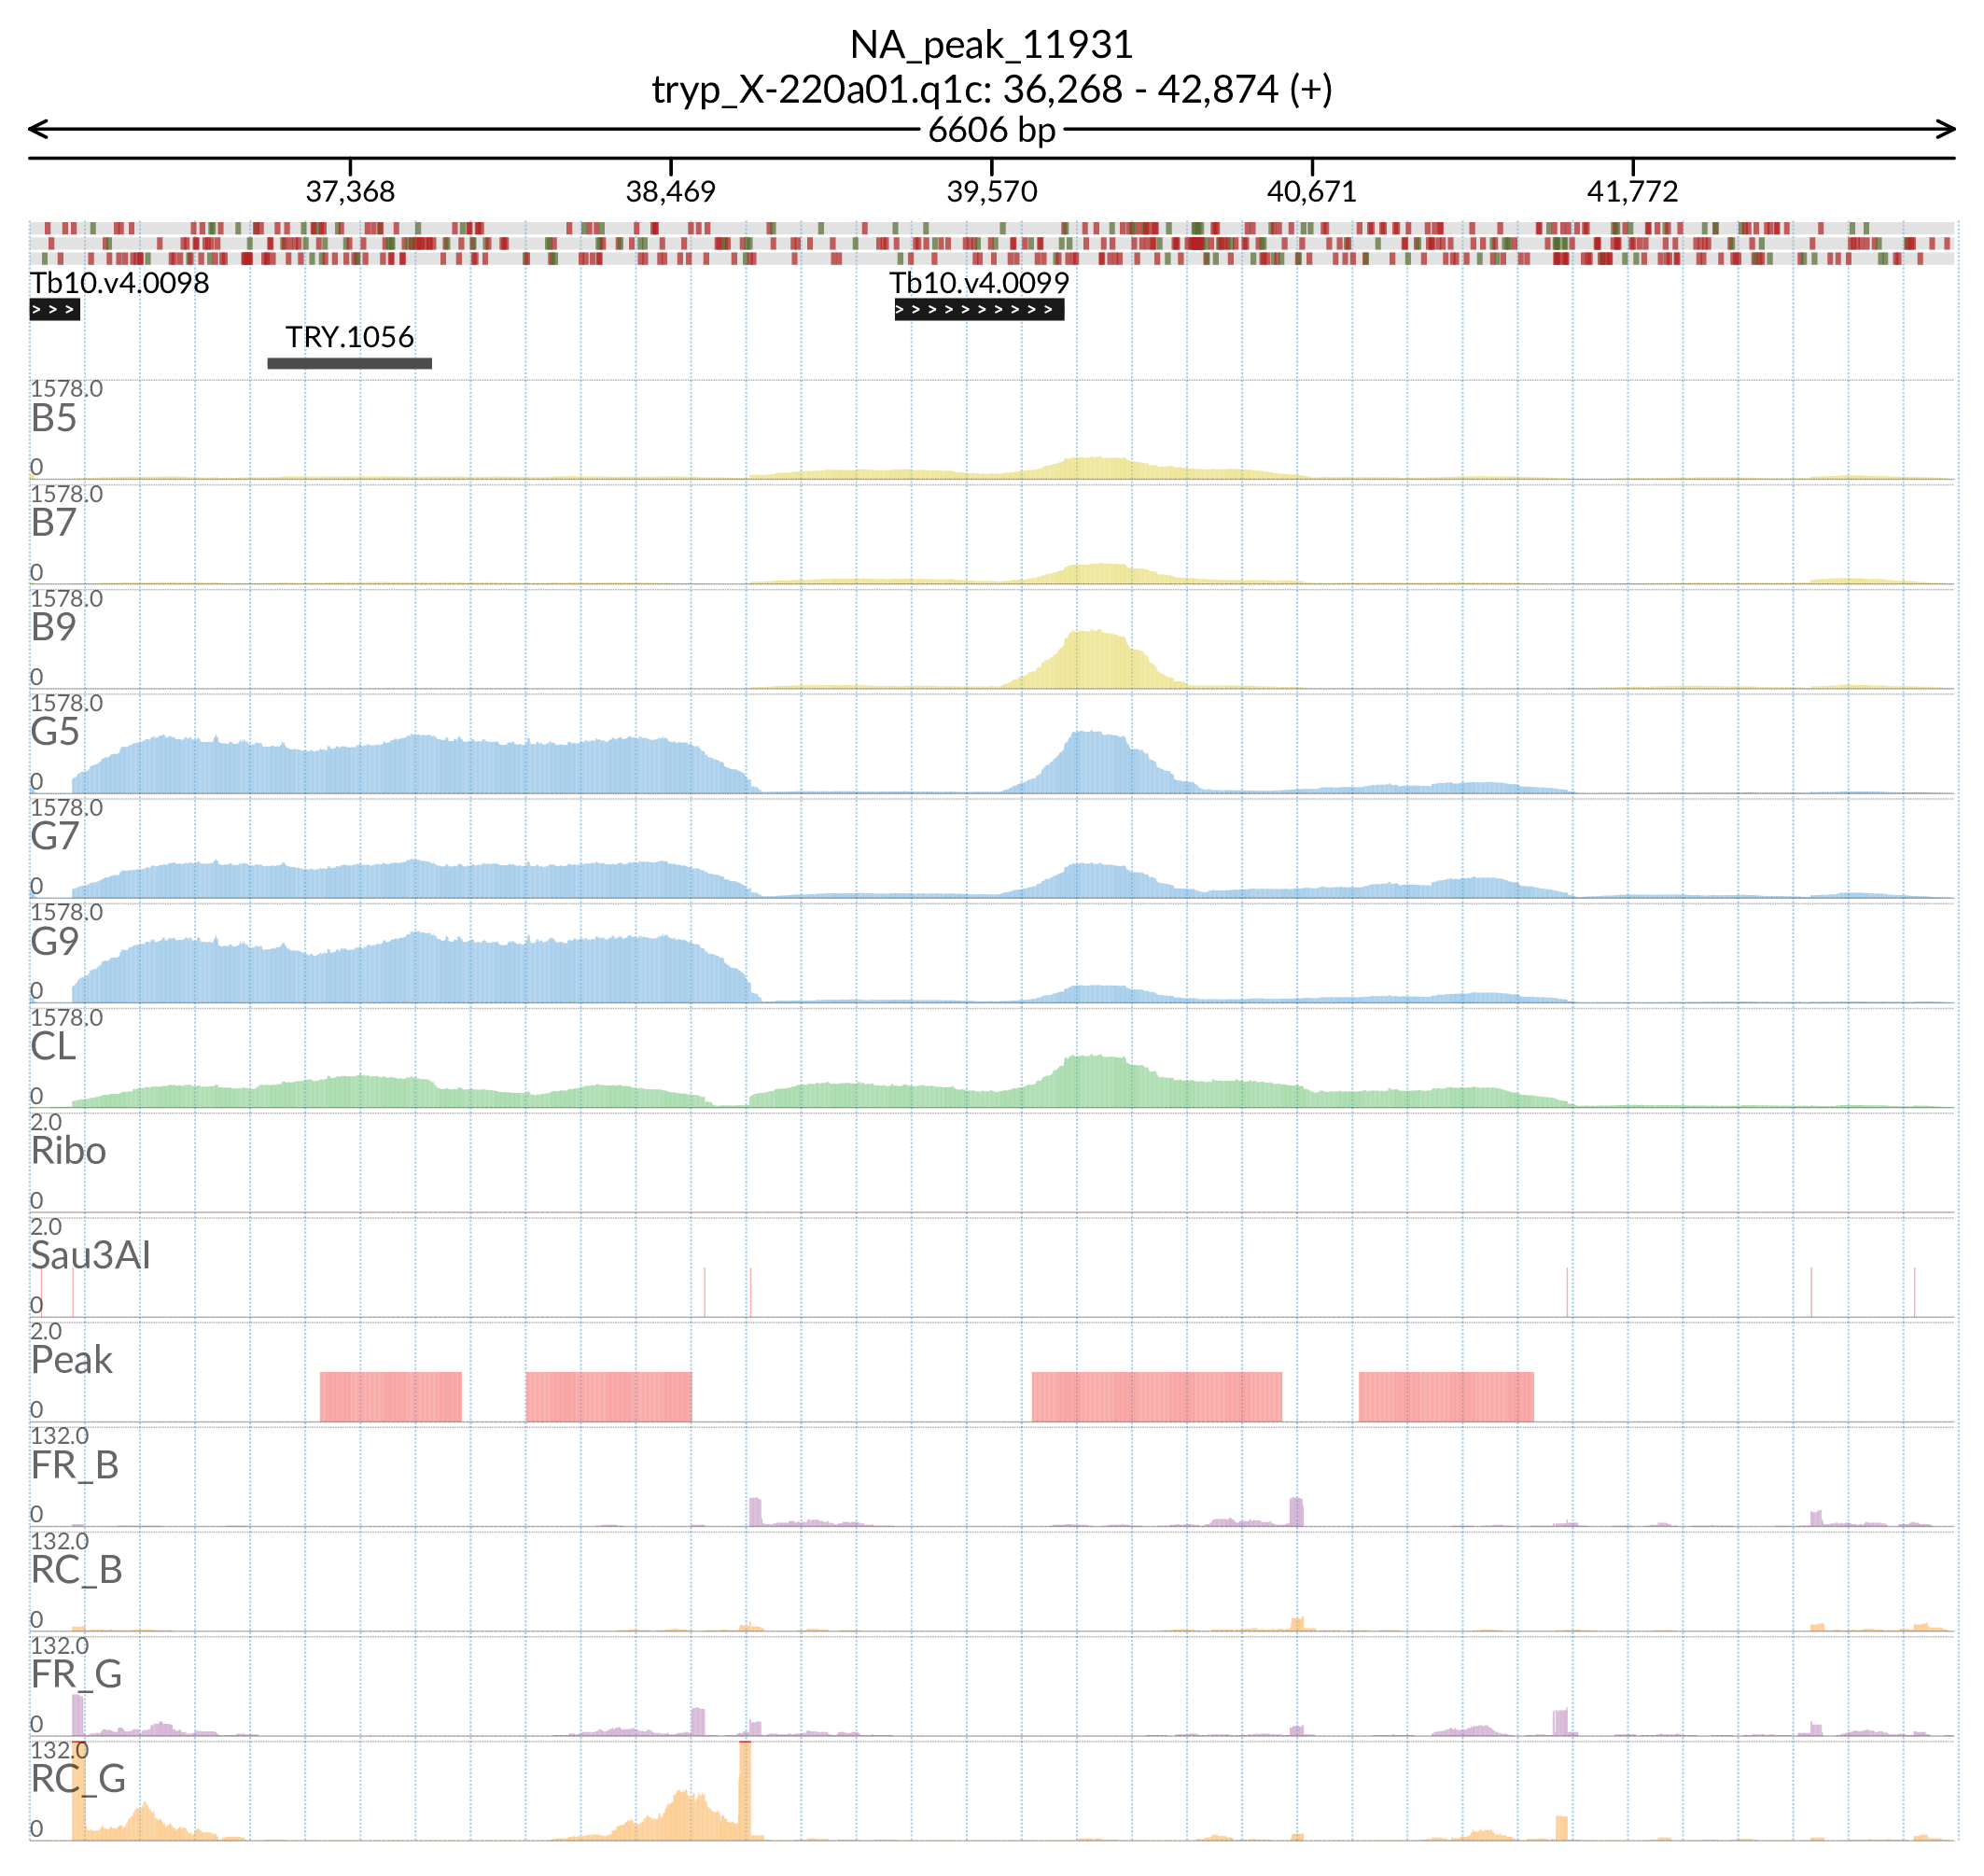 NA_peak_11931
tryp_X-220a01.q1c: 36,268 - 42,874 (+)
6606 bp
37,368 38,469 39,570 40,671 41,772
Tb10.v4.0098 Tb10.v4.0099
TRY.1056
1578.0
B5
0
1578.0
B7
0
1578.0
B9
0
1578.0
G5
0
1578.0
G7
0
1578.0
G9
0
1578.0
CL
0
2.0
Ribo
0
2.0
Sau3AI
0
2.0
Peak
0
132.0
FR_B
0
132.0
RC_B
0
132.0
FR_G
0
132.0
RC_G
0